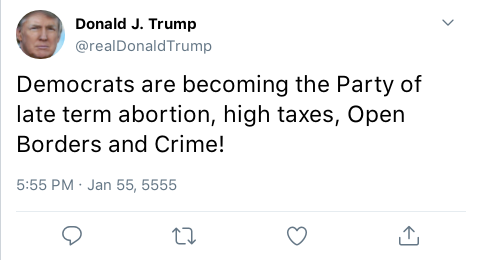 Donald J. Trump
@realDonaldTrump
Democrats are becoming the Party of
late term abortion, high taxes, Open
Borders and Crime!
5:55 PM · Jan 55, 5555